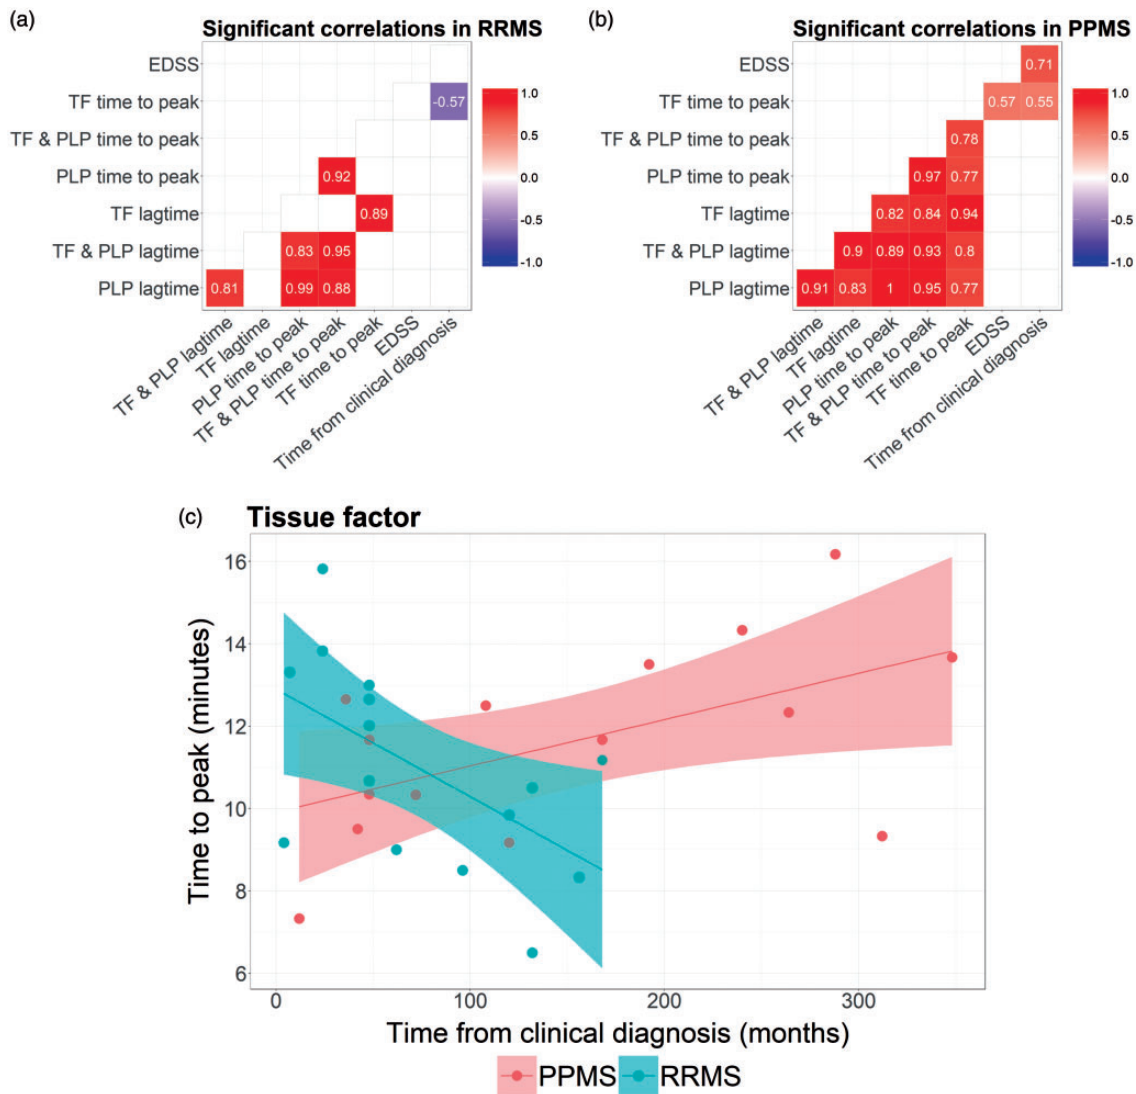 (a)
Significant correlations in RRMS
EDSS
TF time to peak
-0.57
TF & PLP time to peak
PLP time to peak
0.92
TF lagtime
0.89
TF & PLP lagtime
0.83 0.95
PLP lagtime
0.81 0.99 0.88
TF & PLP lagtime
TF lagtime
PLP time to peak
TF & PLP time to peak
TF time to peak
EDSS
Time from clinical diagnosis
1.0
0.5
0.0
-0.5
-1.0
(b)
Significant correlations in PPMS
EDSS
0.71
TF time to peak
0.57 0.55
TF & PLP time to peak
0.78
PLP time to peak
0.97 0.77
TF lagtime
0.82 0.84 0.94
TF & PLP lagtime
0.9 0.89 0.93 0.8
PLP lagtime
0.91 0.83 1 0.95 0.77
TF & PLP lagtime
TF lagtime
PLP time to peak
TF & PLP time to peak
TF time to peak
EDSS
Time from clinical diagnosis
1.0
0.5
0.0
-0.5
-1.0
(c)
Tissue factor
Time to peak (minutes)
16
14
12
10
8
6
0 100 200 300
Time from clinical diagnosis (months)
PPMS RRMS